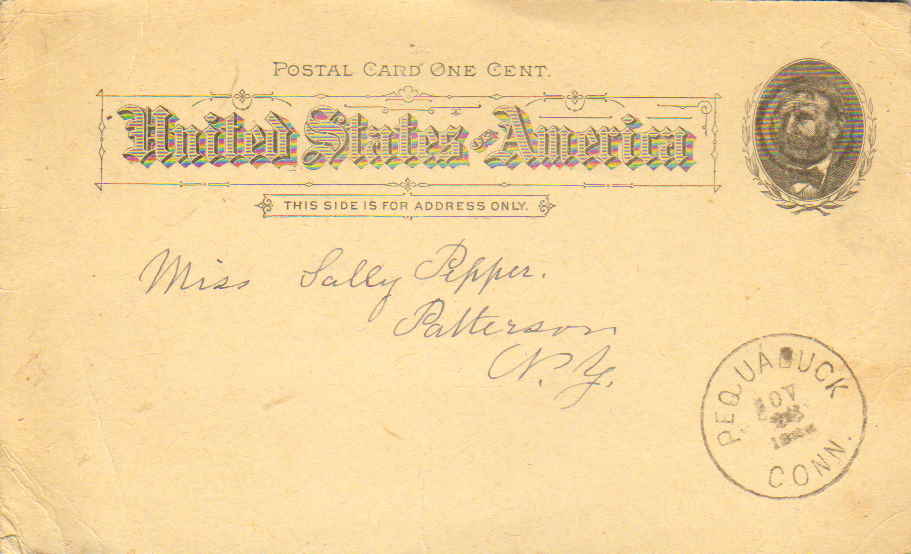 POSTAL CARD ONE CENT.
United States of America
THIS SIDE IS FOR ADDRESS ONLY.
Miss Sally Pepper.
Patterson
N.Y.
PEQUABUCK
NOV
CONN.